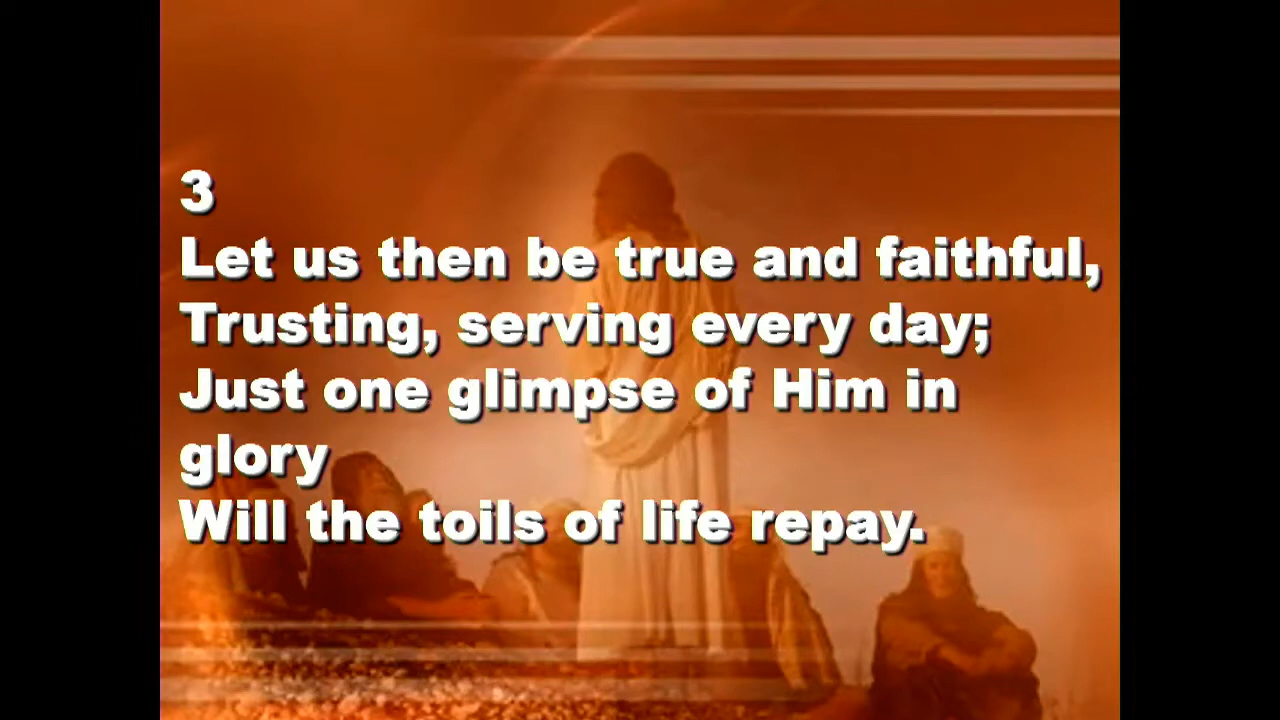 3
Let us then be true and faithful,
Trusting, serving every day;
Just one glimpse of Him in
glory
Will the toils of life repay.